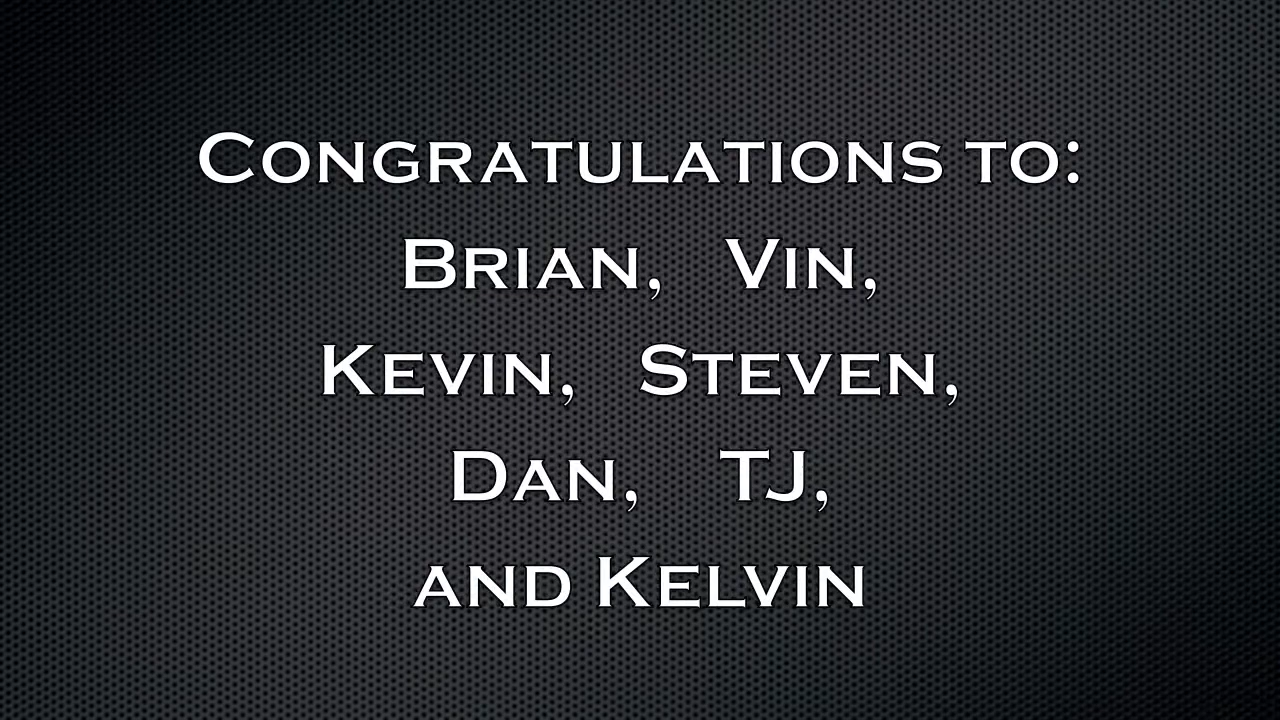 Congratulations to:
Brian, Vin,
Kevin, Steven,
Dan, TJ,
and Kelvin